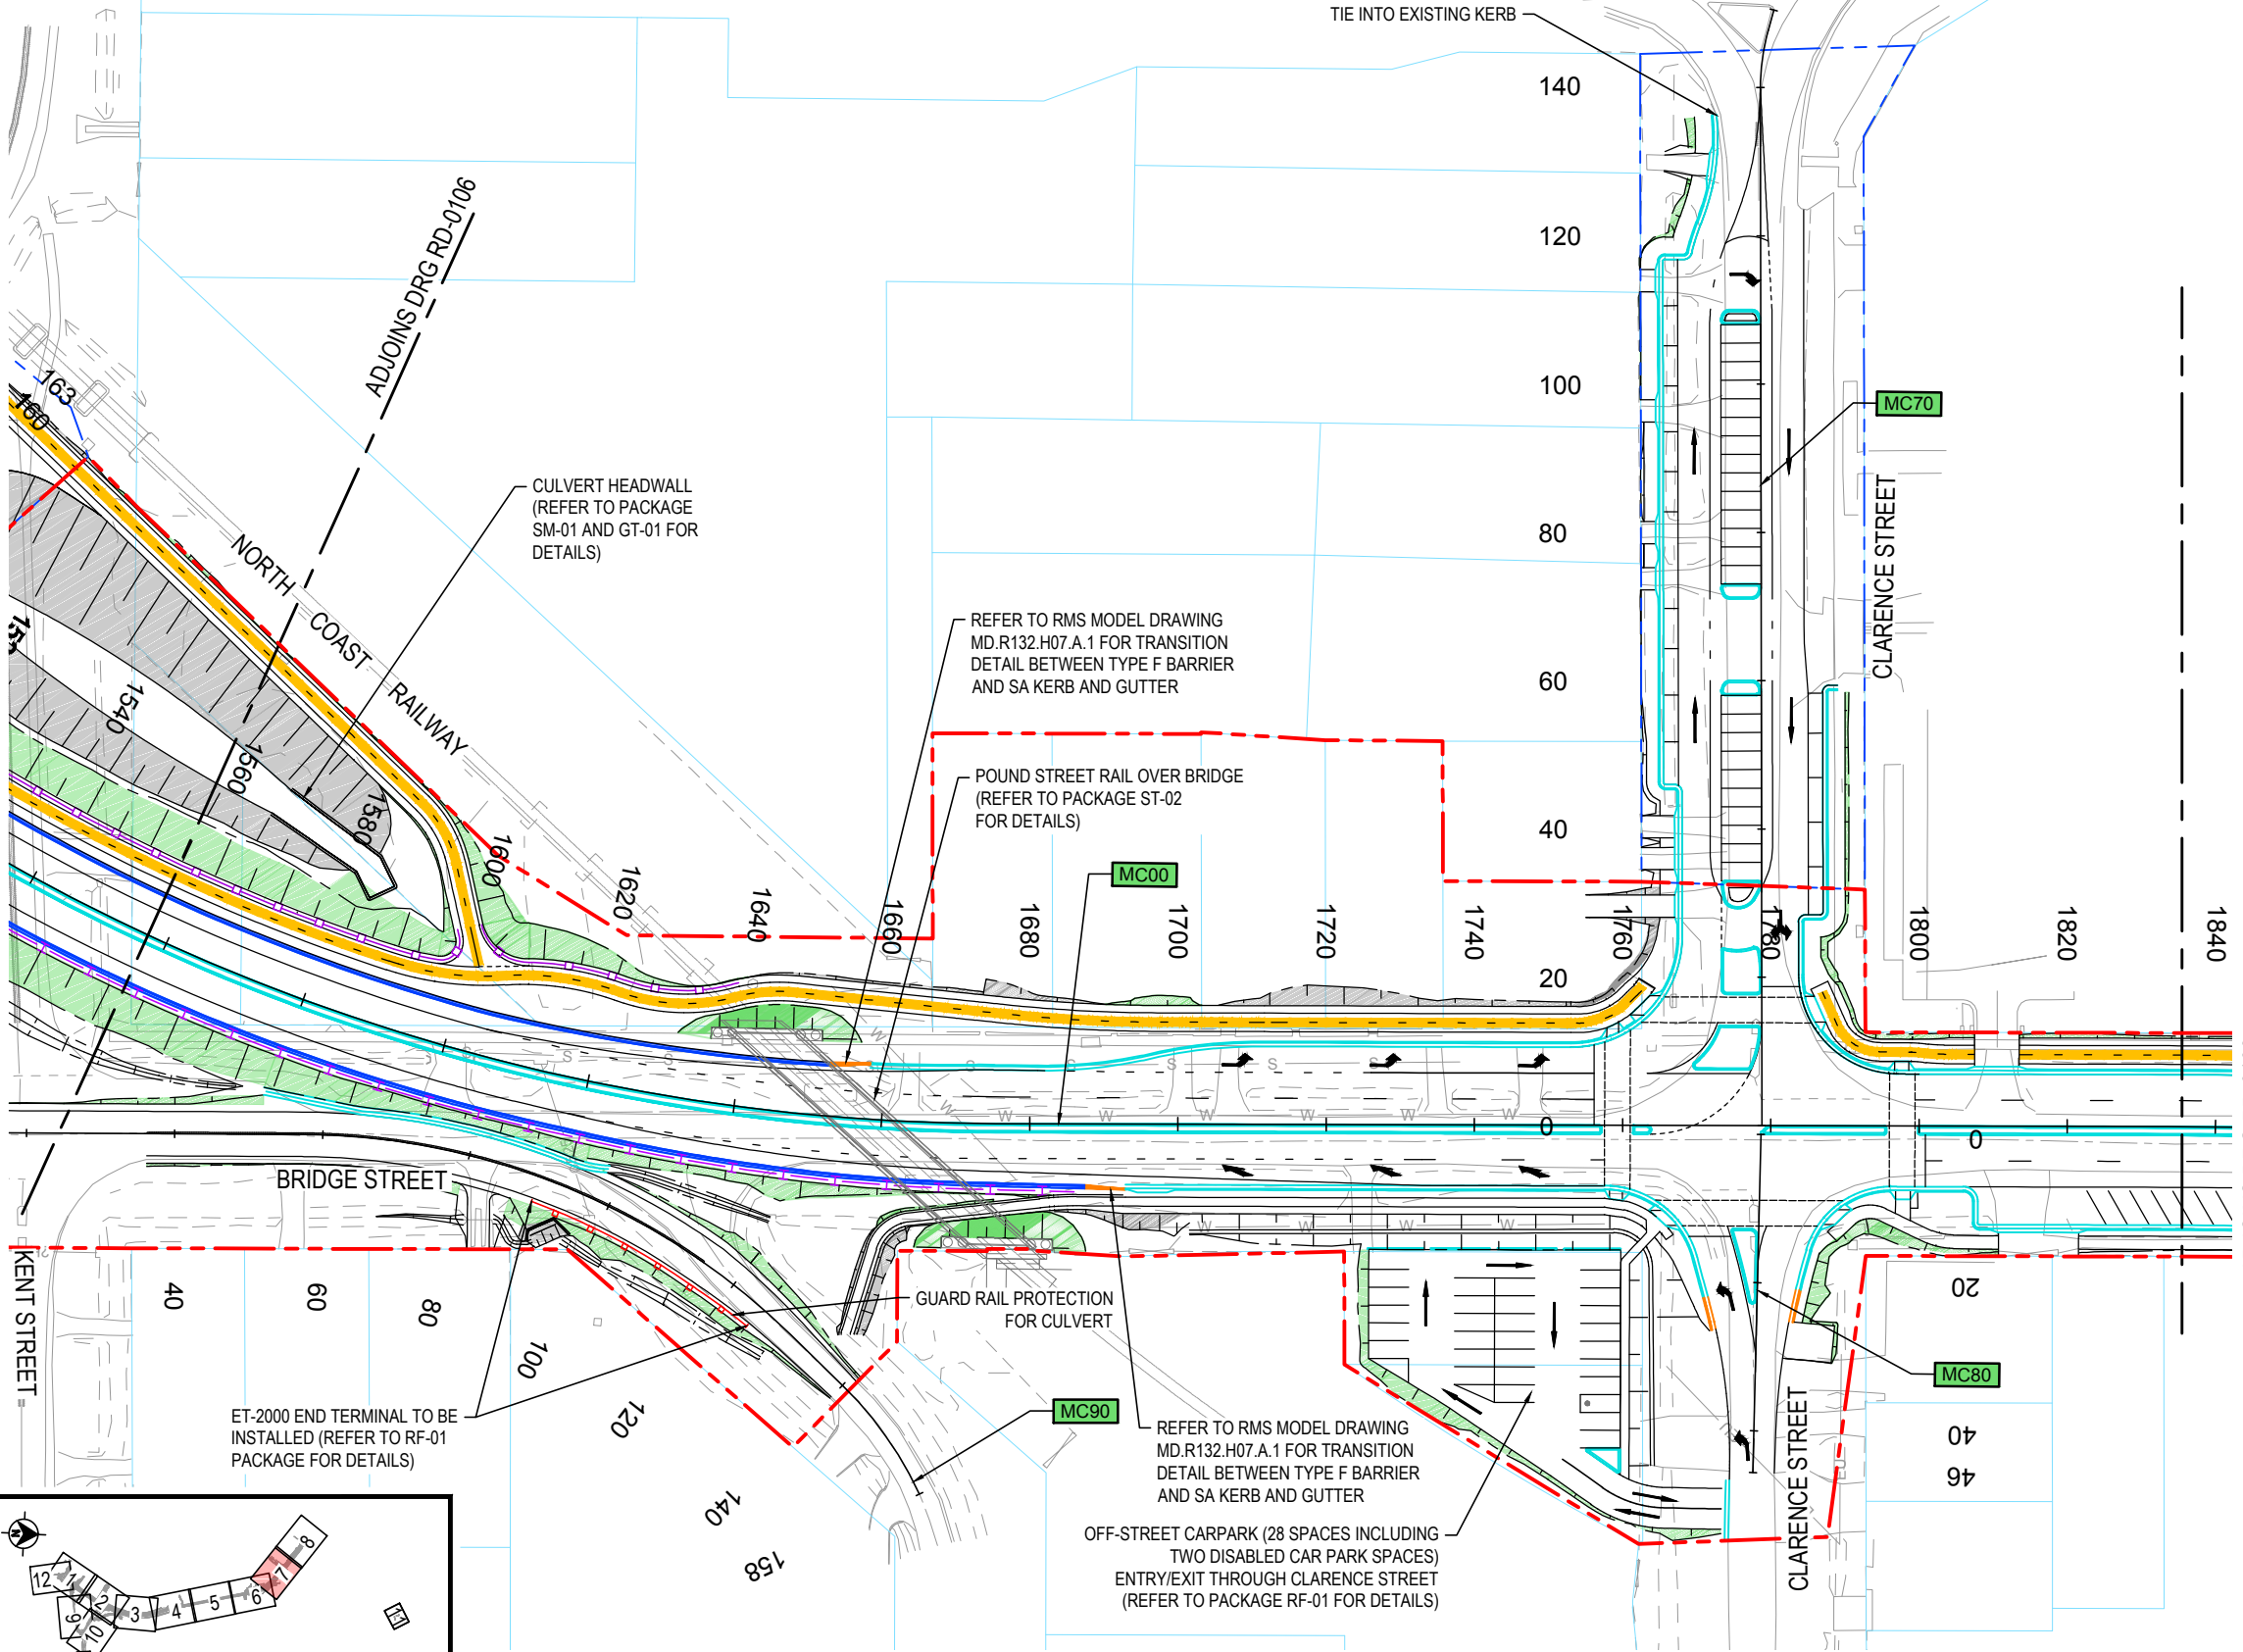 TIE INTO EXISTING KERB
140
120
100
80
60
40
20
0
ADJOINS DRG RD-0106
163
160
CULVERT HEADWALL
(REFER TO PACKAGE
SM-01 AND GT-01 FOR
DETAILS)
NORTH COAST RAILWAY
MC70
CLARENCE STREET
REFER TO RMS MODEL DRAWING
MD.R132.H07.A.1 FOR TRANSITION
DETAIL BETWEEN TYPE F BARRIER
AND SA KERB AND GUTTER
POUND STREET RAIL OVER BRIDGE
(REFER TO PACKAGE ST-02
FOR DETAILS)
MC00
1540
1560
1580
1600
1620
1640
1660
1680
1700
1720
1740
1760
1780
1800
1820
1840
S S S S S S S
W W
W W W W W W
W W W W
0
BRIDGE STREET
KENT STREET
40
60
80
100
120
140
158
GUARD RAIL PROTECTION
FOR CULVERT
ET-2000 END TERMINAL TO BE
INSTALLED (REFER TO RF-01
PACKAGE FOR DETAILS)
MC90
REFER TO RMS MODEL DRAWING
MD.R132.H07.A.1 FOR TRANSITION
DETAIL BETWEEN TYPE F BARRIER
AND SA KERB AND GUTTER
OFF-STREET CARPARK (28 SPACES INCLUDING
TWO DISABLED CAR PARK SPACES)
ENTRY/EXIT THROUGH CLARENCE STREET
(REFER TO PACKAGE RF-01 FOR DETAILS)
MC80
CLARENCE STREET
20
40
46
N
12 1 2 3 4 5 6 7 8
9 10 11